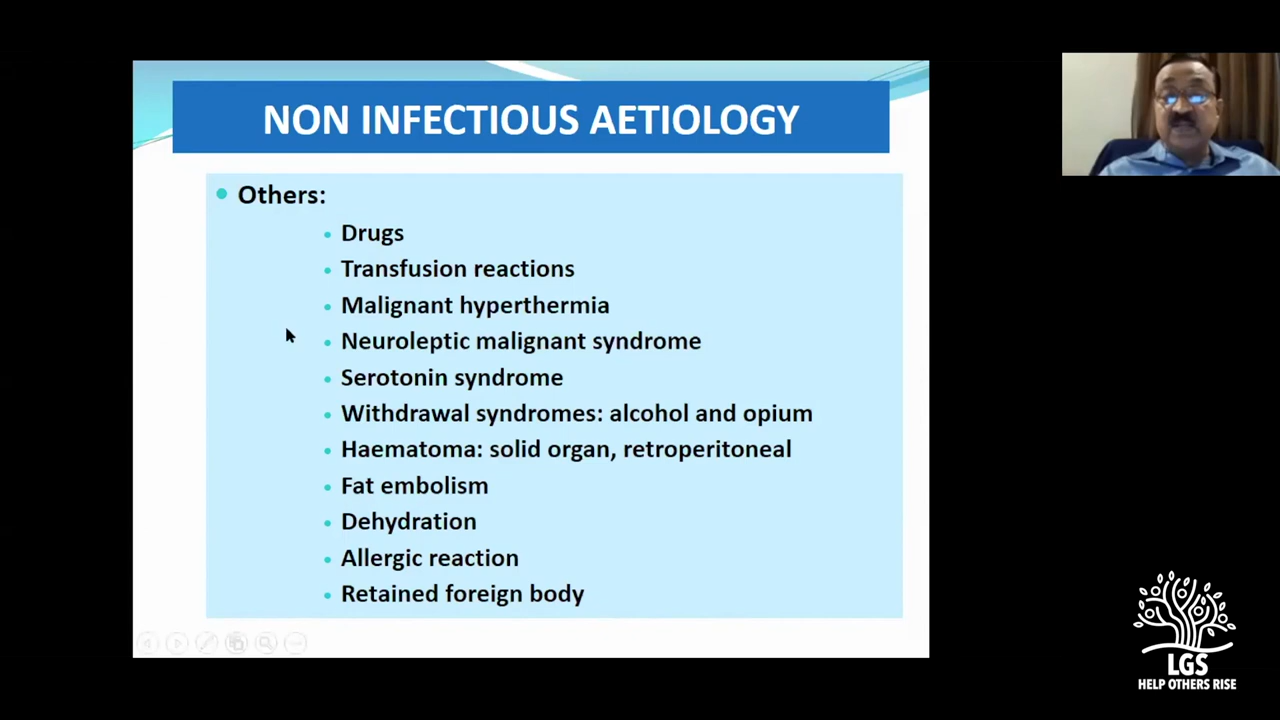 NON INFECTIOUS AETIOLOGY
Others:
Drugs
Transfusion reactions
Malignant hyperthermia
Neuroleptic malignant syndrome
Serotonin syndrome
Withdrawal syndromes: alcohol and opium
Haematoma: solid organ, retroperitoneal
Fat embolism
Dehydration
Allergic reaction
Retained foreign body
LGS
HELP OTHERS RISE